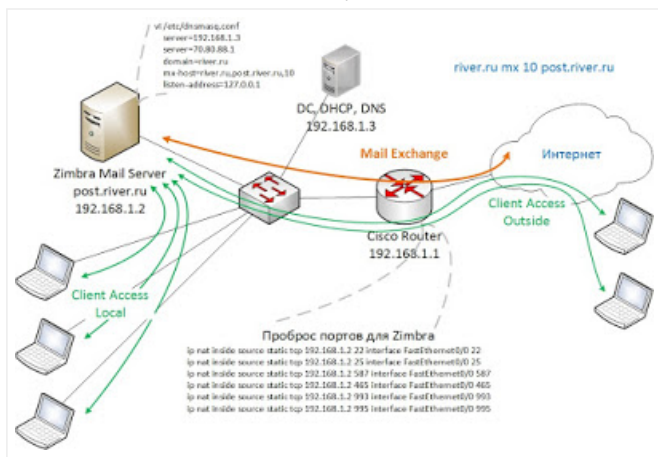 vi /etc/dnsmasq.conf
server=192.168.1.3
server=70.80.88.1
domain=river.ru
mx-host=river.ru,post.river.ru,10
listen-address=127.0.0.1
river.ru mx 10 post.river.ru
DC, DHCP, DNS
192.168.1.3
Mail Exchange
Интернет
Zimbra Mail Server
post.river.ru
192.168.1.2
Client Access
Outside
Cisco Router
192.168.1.1
Client Access
Local
Проброс портов для Zimbra
ip nat inside source static tcp 192.168.1.2 22 interface FastEthernet0/0 22
ip nat inside source static tcp 192.168.1.2 25 interface FastEthernet0/0 25
ip nat inside source static tcp 192.168.1.2 587 interface FastEthernet0/0 587
ip nat inside source static tcp 192.168.1.2 465 interface FastEthernet0/0 465
ip nat inside source static tcp 192.168.1.2 993 interface FastEthernet0/0 993
ip nat inside source static tcp 192.168.1.2 995 interface FastEthernet0/0 995